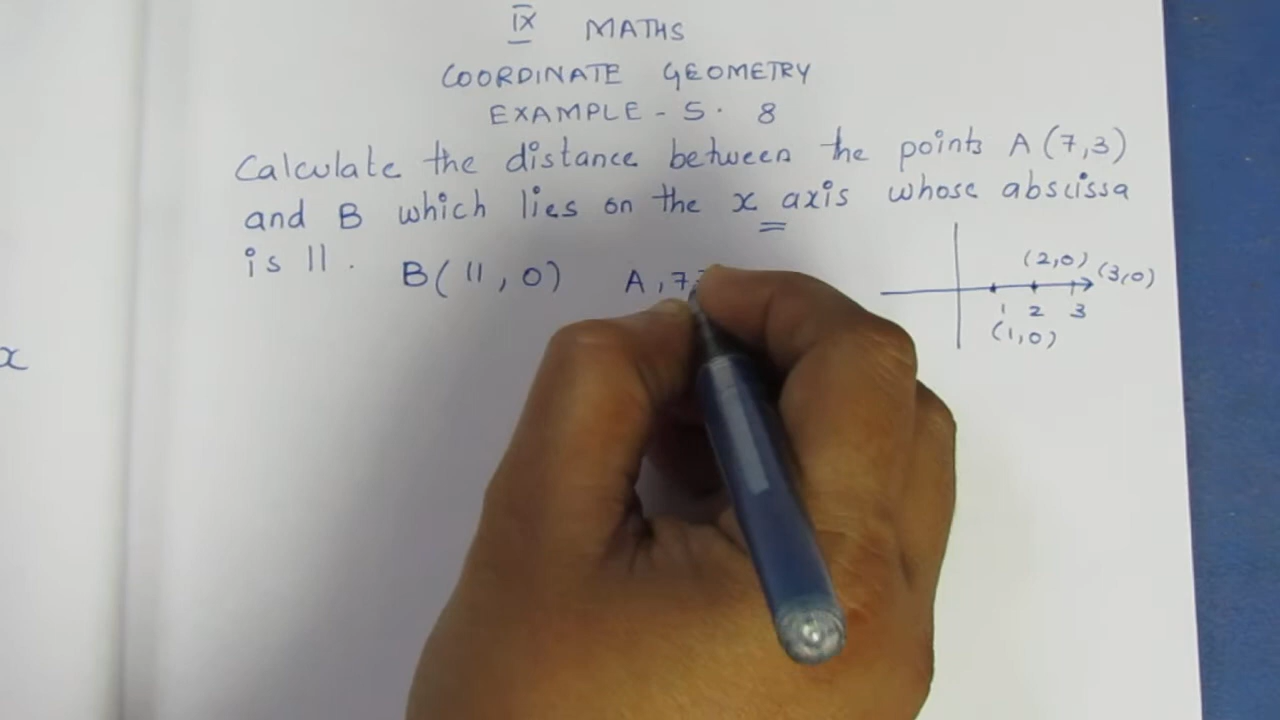 IX MATHS
COORDINATE GEOMETRY
EXAMPLE - 5. 8
Calculate the distance between the points A (7,3)
and B which lies on the x axis whose abscissa
is 11. B( 11, 0) A, 7
(2,0) (3,0)
1 2 3
(1,0)
x